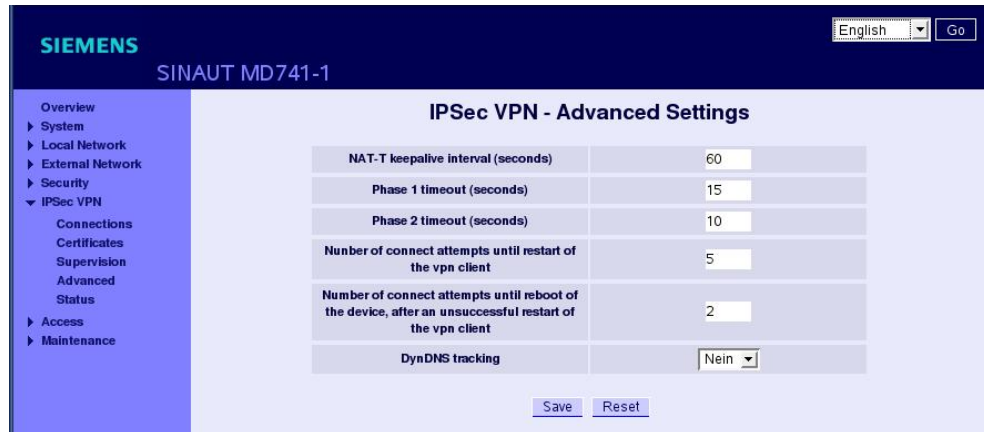 English
Go
SIEMENS
SINAUT MD741-1
Overview
System
Local Network
External Network
Security
IPSec VPN
Connections
Certificates
Supervision
Advanced
Status
Access
Maintenance
IPSec VPN - Advanced Settings
NAT-T keepalive interval (seconds) 60
Phase 1 timeout (seconds) 15
Phase 2 timeout (seconds) 10
Nunber of connect attempts until restart of
the vpn client
5
Number of connect attempts until reboot of
the device, after an unsuccessful restart of
the vpn client
2
DynDNS tracking Nein
Save Reset